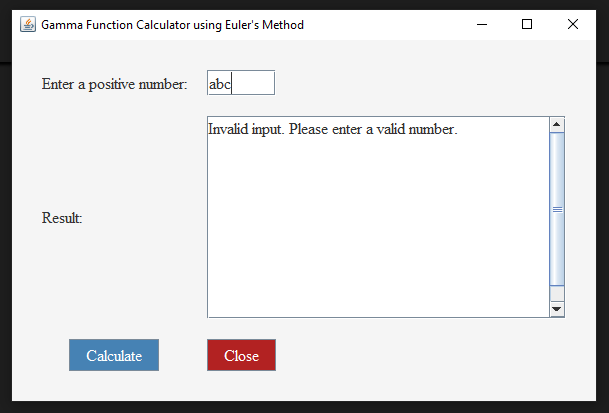 Gamma Function Calculator using Euler's Method
Enter a positive number:
abc
Invalid input. Please enter a valid number.
Result:
Calculate
Close